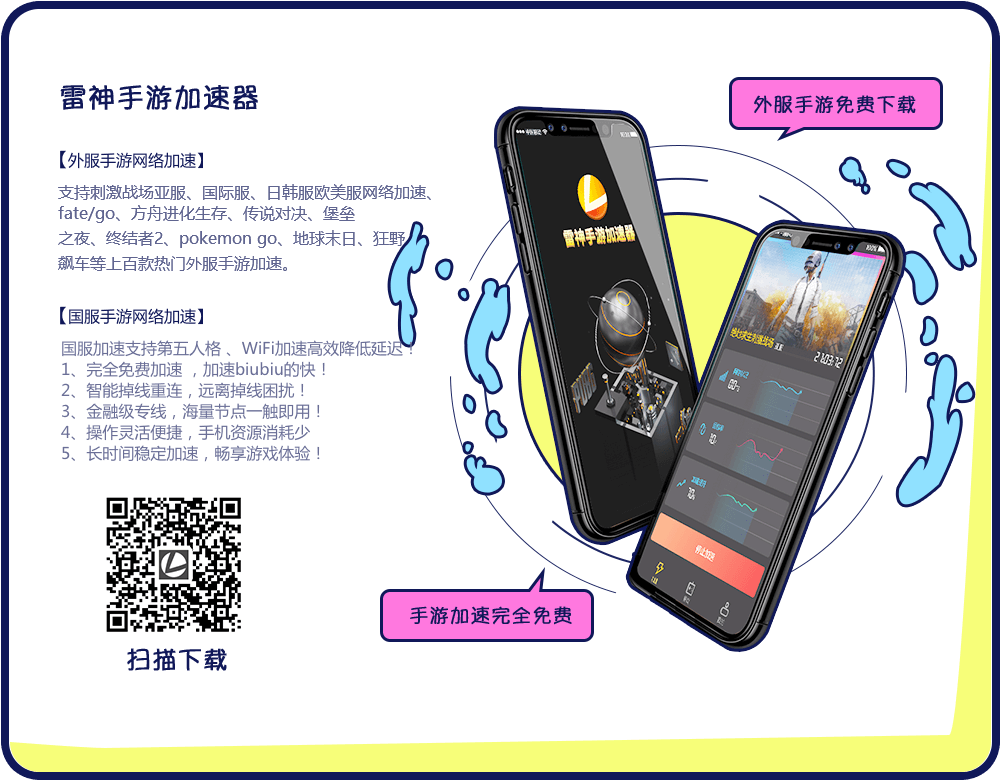 雷神手游加速器
外服手游免费下载
【外服手游网络加速】
支持刺激战场亚服、国际服、日韩服欧美服网络加速、
fate/go、方舟进化生存、传说对决、堡垒
之夜、终结者2、pokemon go、地球末日、狂野
飙车等上百款热门外服手游加速。
雷神手游加速器
【国服手游网络加速】
国服加速支持第五人格 、WiFi加速高效降低延迟！
1、完全免费加速 ，加速biubiu的快！
2、智能掉线重连，远离掉线困扰！
3、金融级专线，海量节点一触即用！
4、操作灵活便捷，手机资源消耗少
5、长时间稳定加速，畅享游戏体验！
停止加速
手游加速完全免费
扫描下载